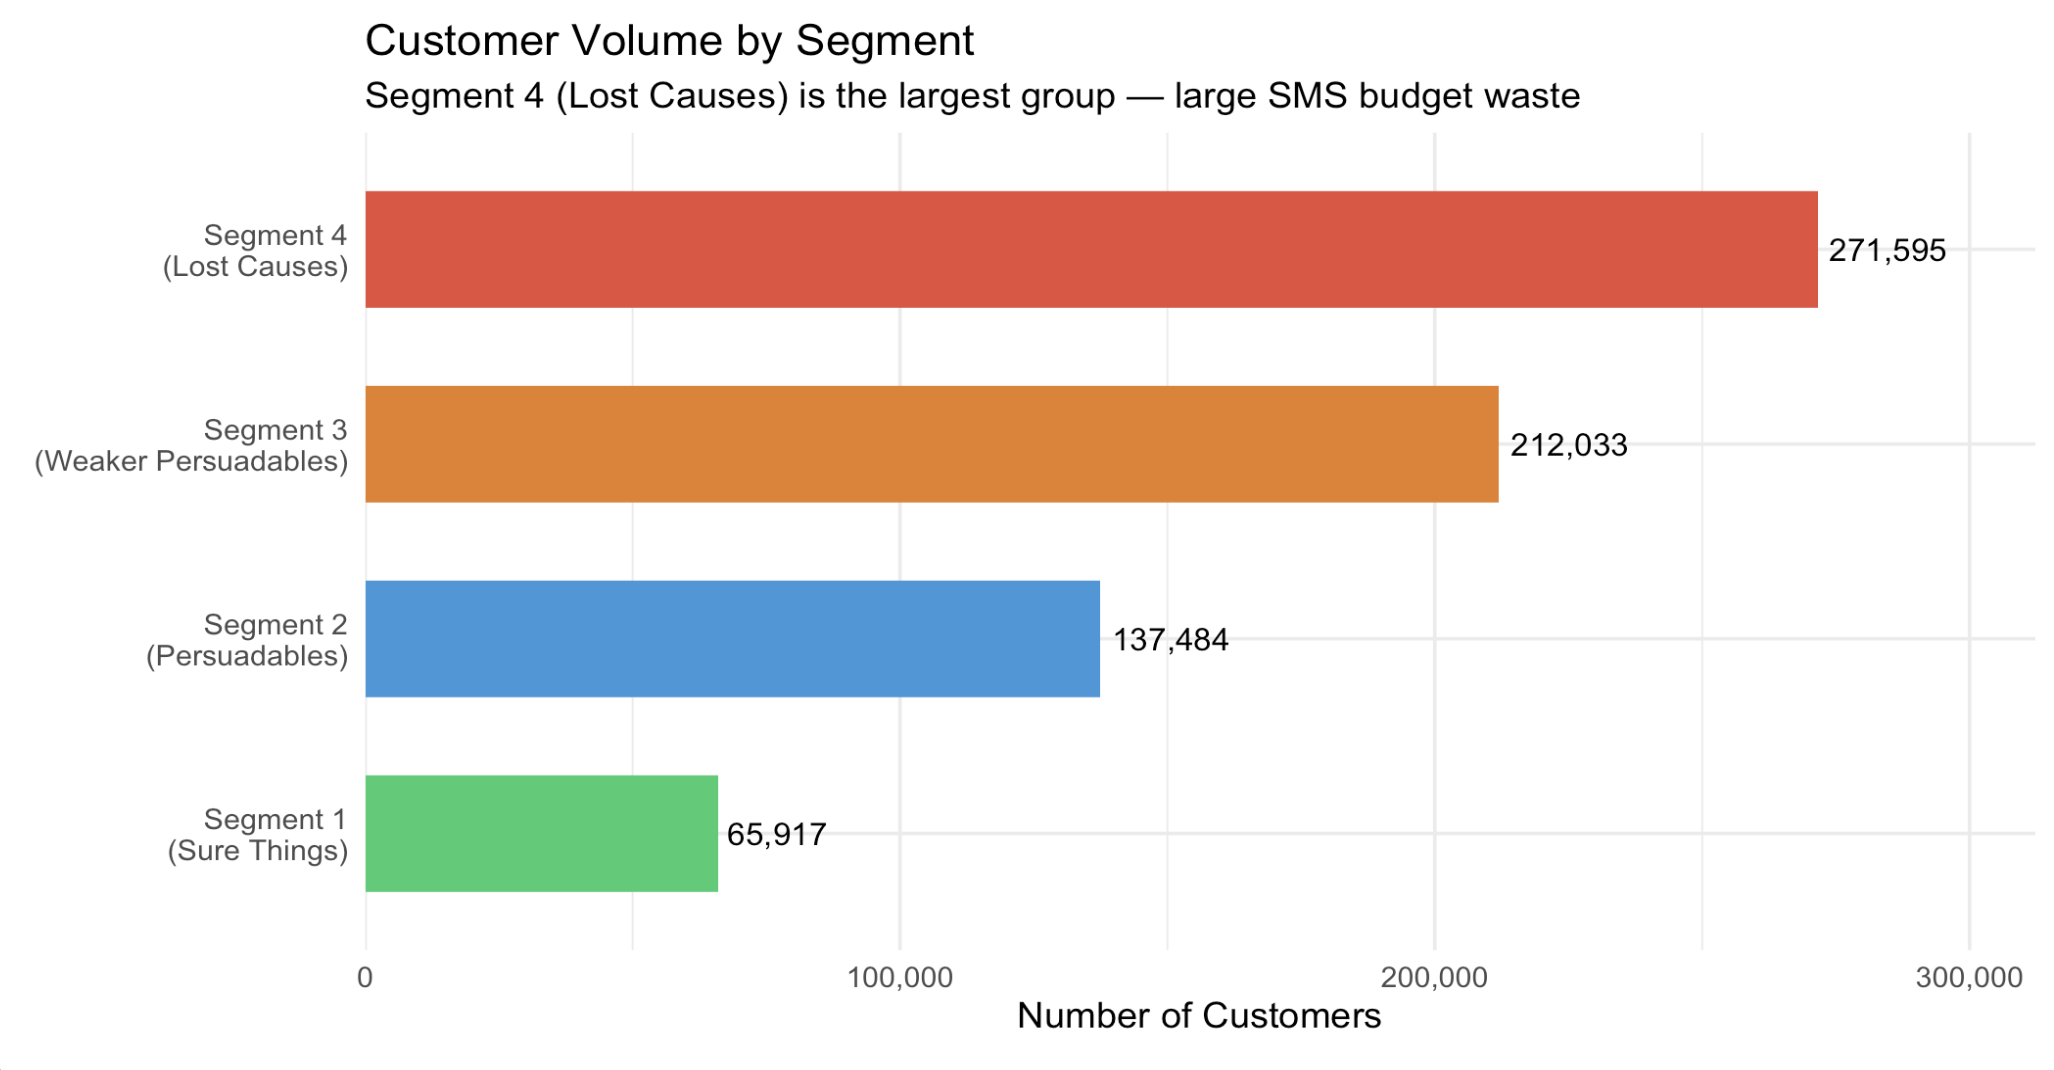 Customer Volume by Segment
Segment 4 (Lost Causes) is the largest group — large SMS budget waste
Segment 4
(Lost Causes)
271,595
Segment 3
(Weaker Persuadables)
212,033
Segment 2
(Persuadables)
137,484
Segment 1
(Sure Things)
65,917
0 100,000 200,000 300,000
Number of Customers